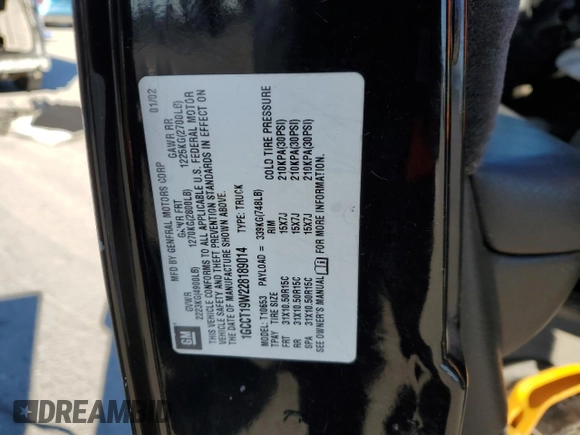 GM
MFD BY GENERAL MOTORS CORP 01/02
GVWR GAWR FRT GAWR RR
2223KG(4900LB) 1270KG(2800LB) 1225KG(2700LB)
THIS VEHICLE CONFORMS TO ALL APPLICABLE U.S. FEDERAL MOTOR
VEHICLE SAFETY AND THEFT PREVENTION STANDARDS IN EFFECT ON
THE DATE OF MANUFACTURE SHOWN ABOVE.
1GCCT19W228189014 TYPE: TRUCK
MODEL: T10653 PAYLOAD = 339KG(748LB)
TPAY TIRE SIZE RIM COLD TIRE PRESSURE
FRT 31X10.50R15C 15X7J 210KPA(30PSI)
RR 31X10.50R15C 15X7J 210KPA(30PSI)
SPA 31X10.50R15C 15X7J 210KPA(30PSI)
SEE OWNER'S MANUAL FOR MORE INFORMATION.
DREAMBID